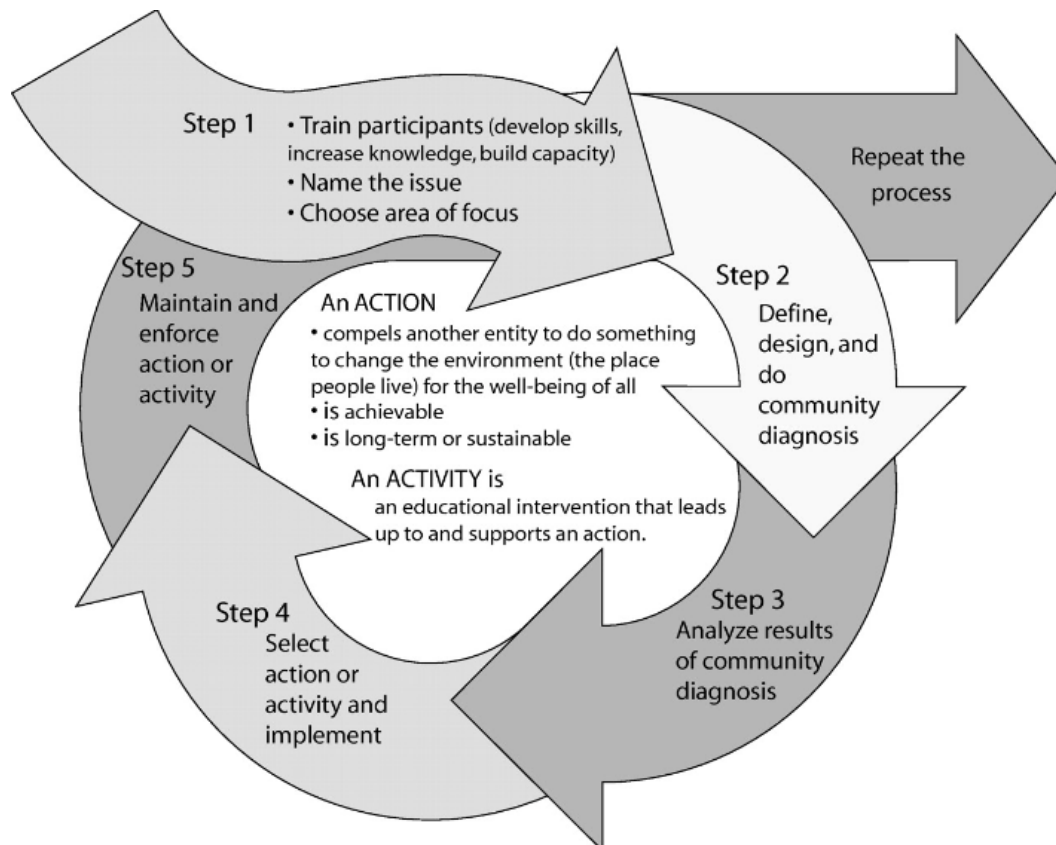 Step 1
• Train participants (develop skills,
increase knowledge, build capacity)
• Name the issue
• Choose area of focus
Repeat the
process
Step 2
Define,
design, and
do
community
diagnosis
Step 3
Analyze results
of community
diagnosis
Step 4
Select
action or
activity and
implement
Step 5
Maintain and
enforce
action or
activity
An ACTION
• compels another entity to do something
to change the environment (the place
people live) for the well-being of all
• is achievable
• is long-term or sustainable
An ACTIVITY is
an educational intervention that leads
up to and supports an action.